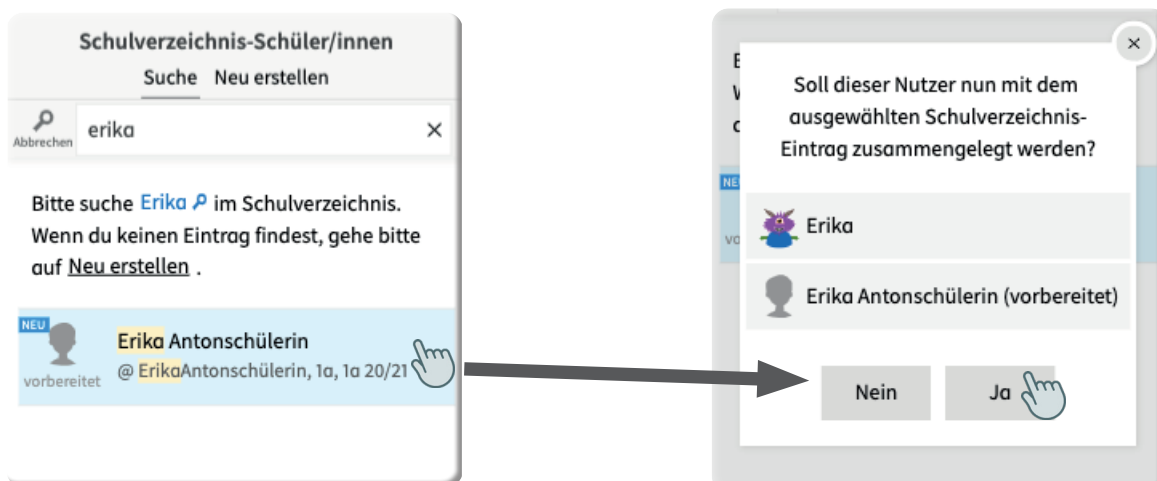 Schulverzeichnis-Schüler/innen
Suche Neu erstellen
Abbrechen
erika
Bitte suche Erika im Schulverzeichnis.
Wenn du keinen Eintrag findest, gehe bitte
auf Neu erstellen .
NEU
vorbereitet
Erika Antonschülerin
@ ErikaAntonschülerin, 1a, 1a 20/21
Soll dieser Nutzer nun mit dem
ausgewählten Schulverzeichnis-
Eintrag zusammengelegt werden?
Erika
Erika Antonschülerin (vorbereitet)
Nein
Ja